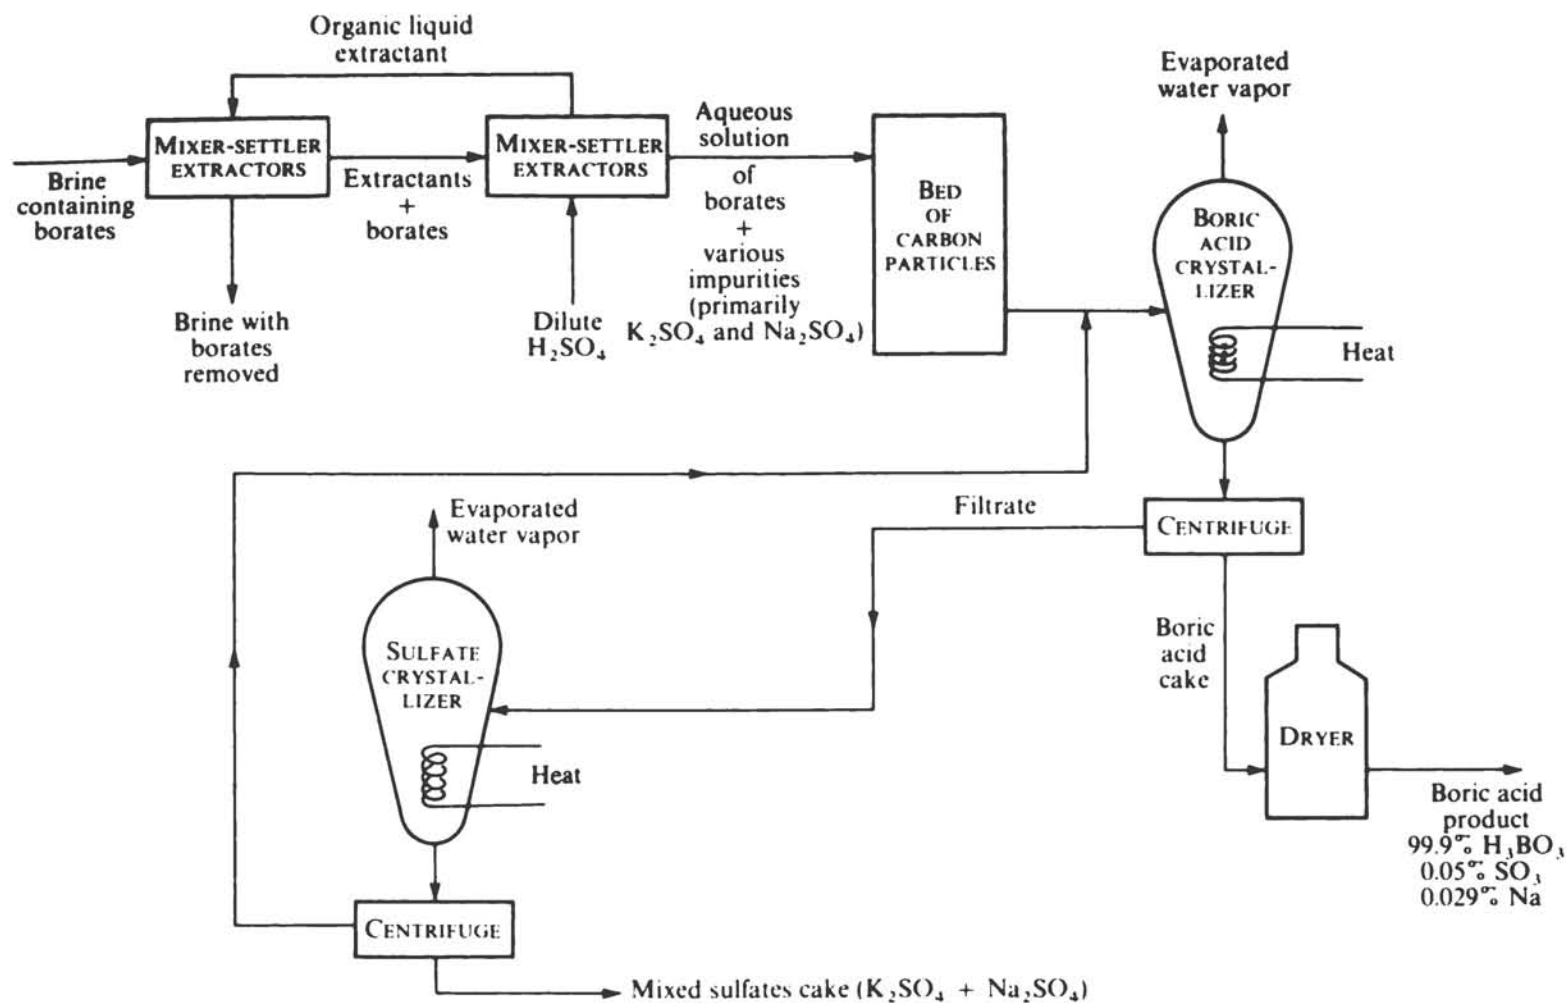 Organic liquid
extractant
MIXER-SETTLER
EXTRACTORS
Brine
containing
borates
Extractants
+
borates
Brine with
borates
removed
MIXER-SETTLER
EXTRACTORS
Dilute
H₂SO₄
Aqueous
solution
of
borates
+
various
impurities
(primarily
K₂SO₄ and Na₂SO₄)
BED
OF
CARBON
PARTICLES
Evaporated
water vapor
BORIC
ACID
CRYSTAL-
LIZER
Heat
CENTRIFUGE
Filtrate
Boric
acid
cake
DRYER
Boric acid
product
99.9% H₃BO₃
0.05% SO₃
0.029% Na
Evaporated
water vapor
SULFATE
CRYSTAL-
LIZER
Heat
CENTRIFUGE
Mixed sulfates cake (K₂SO₄ + Na₂SO₄)